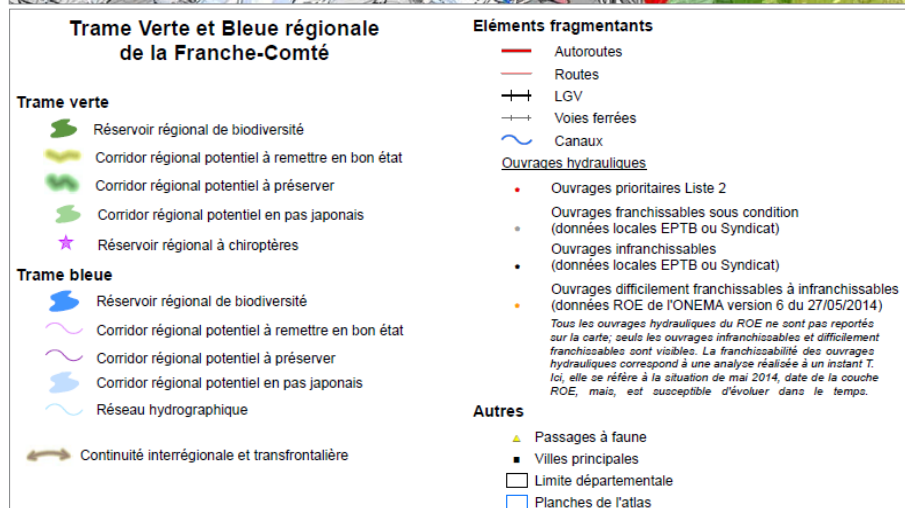 Trame Verte et Bleue régionale
de la Franche-Comté
Trame verte
Réservoir régional de biodiversité
Corridor régional potentiel à remettre en bon état
Corridor régional potentiel à préserver
Corridor régional potentiel en pas japonais
Réservoir régional à chiroptères
Trame bleue
Réservoir régional de biodiversité
Corridor régional potentiel à remettre en bon état
Corridor régional potentiel à préserver
Corridor régional potentiel en pas japonais
Réseau hydrographique
Continuité interrégionale et transfrontalière
Eléments fragmentants
Autoroutes
Routes
LGV
Voies ferrées
Canaux
Ouvrages hydrauliques
Ouvrages prioritaires Liste 2
Ouvrages franchissables sous condition
(données locales EPTB ou Syndicat)
Ouvrages infranchissables
(données locales EPTB ou Syndicat)
Ouvrages difficilement franchissables à infranchissables
(données ROE de l'ONEMA version 6 du 27/05/2014)
Tous les ouvrages hydrauliques du ROE ne sont pas reportés
sur la carte; seuls les ouvrages infranchissables et difficilement
franchissables sont visibles. La franchissabilité des ouvrages
hydrauliques correspond à une analyse réalisée à un instant T.
Ici, elle se réfère à la situation de mai 2014, date de la couche
ROE, mais, est susceptible d'évoluer dans le temps.
Autres
Passages à faune
Villes principales
Limite départementale
Planches de l'atlas